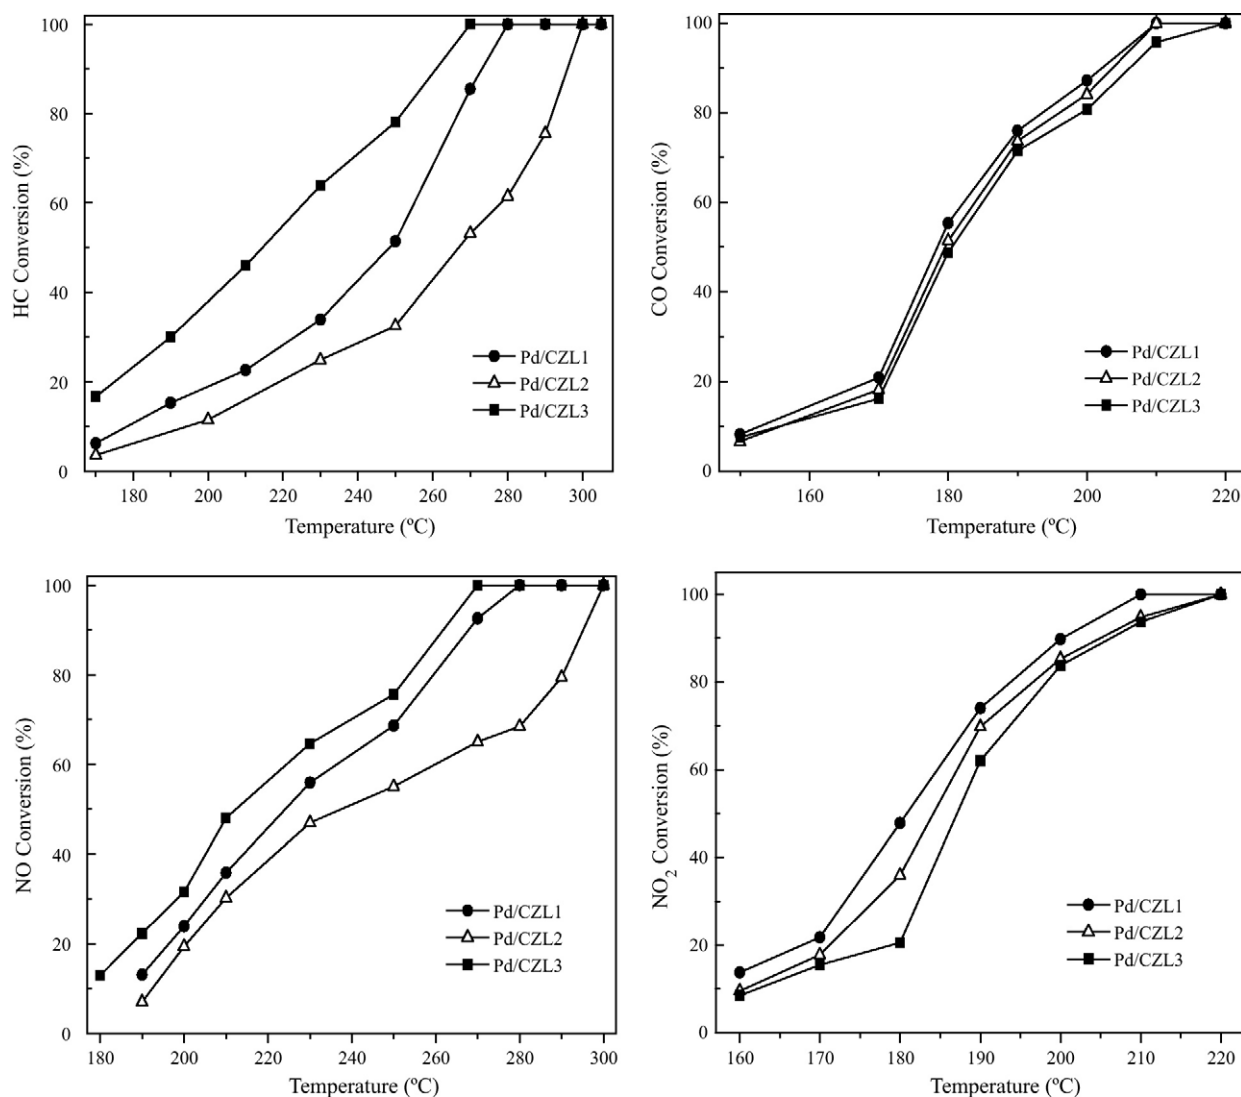 100
80
60
40
20
0
HC Conversion (%)
Pd/CZL1
Pd/CZL2
Pd/CZL3
180 200 220 240 260 280 300
Temperature (ºC)
100
80
60
40
20
0
CO Conversion (%)
Pd/CZL1
Pd/CZL2
Pd/CZL3
160 180 200 220
Temperature (ºC)
100
80
60
40
20
0
NO Conversion (%)
Pd/CZL1
Pd/CZL2
Pd/CZL3
180 200 220 240 260 280 300
Temperature (ºC)
100
80
60
40
20
0
NO₂ Conversion (%)
Pd/CZL1
Pd/CZL2
Pd/CZL3
160 170 180 190 200 210 220
Temperature (ºC)